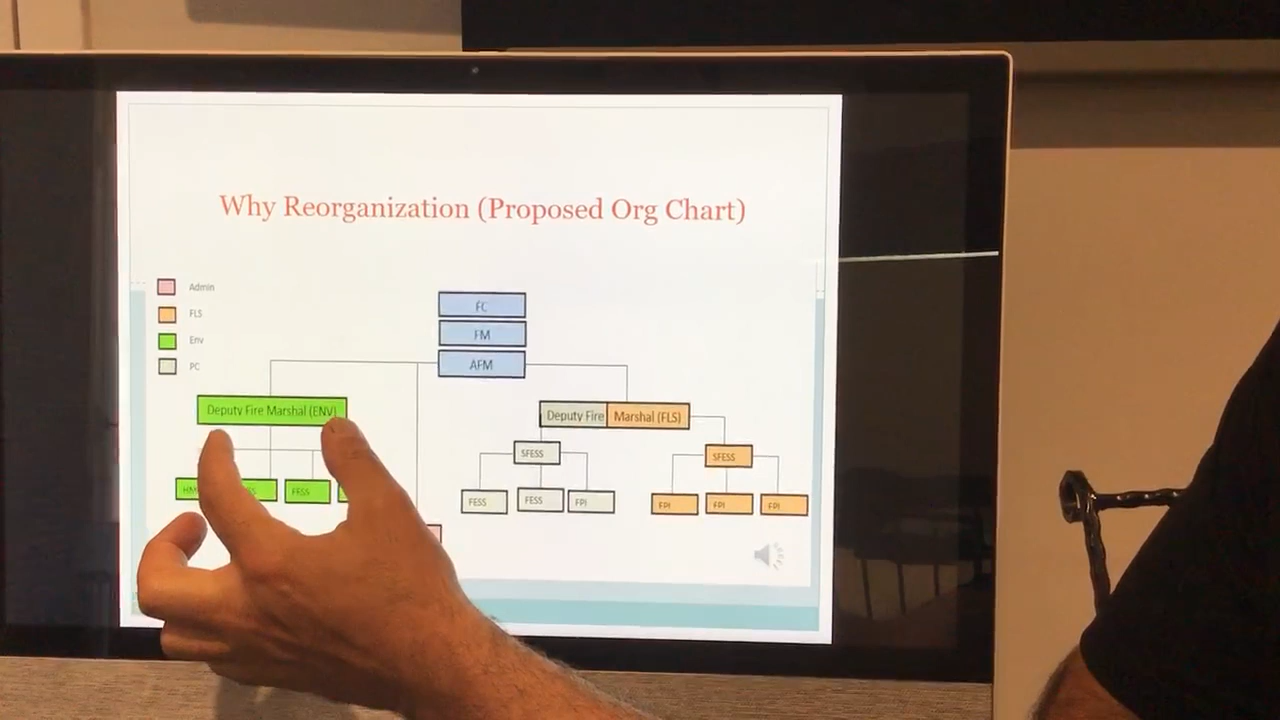 Why Reorganization (Proposed Org Chart)
Admin
FLS
Env
PC
FC
FM
AFM
Deputy Fire Marshal (ENV)
Deputy Fire Marshal (FLS)
SFESS
SFESS
FESS
FESS
FESS
FPI
FPI
FPI
FPI